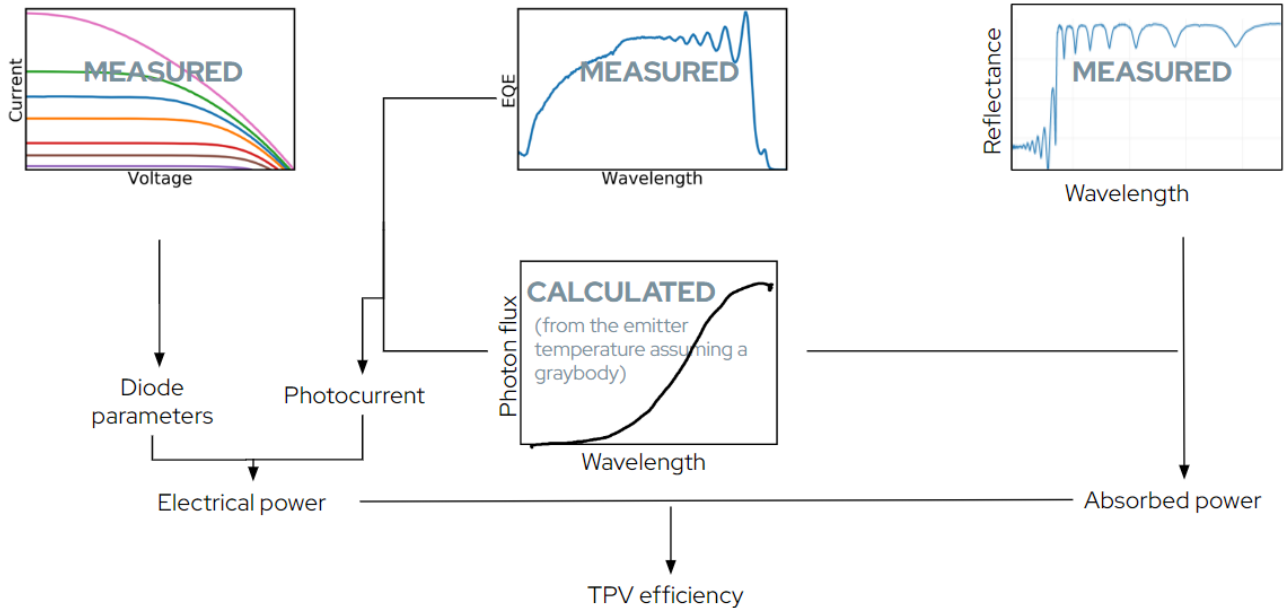 Current
MEASURED
Voltage
EQE
MEASURED
Wavelength
Reflectance
MEASURED
Wavelength
Photon flux
CALCULATED
(from the emitter
temperature assuming a
graybody)
Wavelength
Diode
parameters
Photocurrent
Electrical power
Absorbed power
TPV efficiency